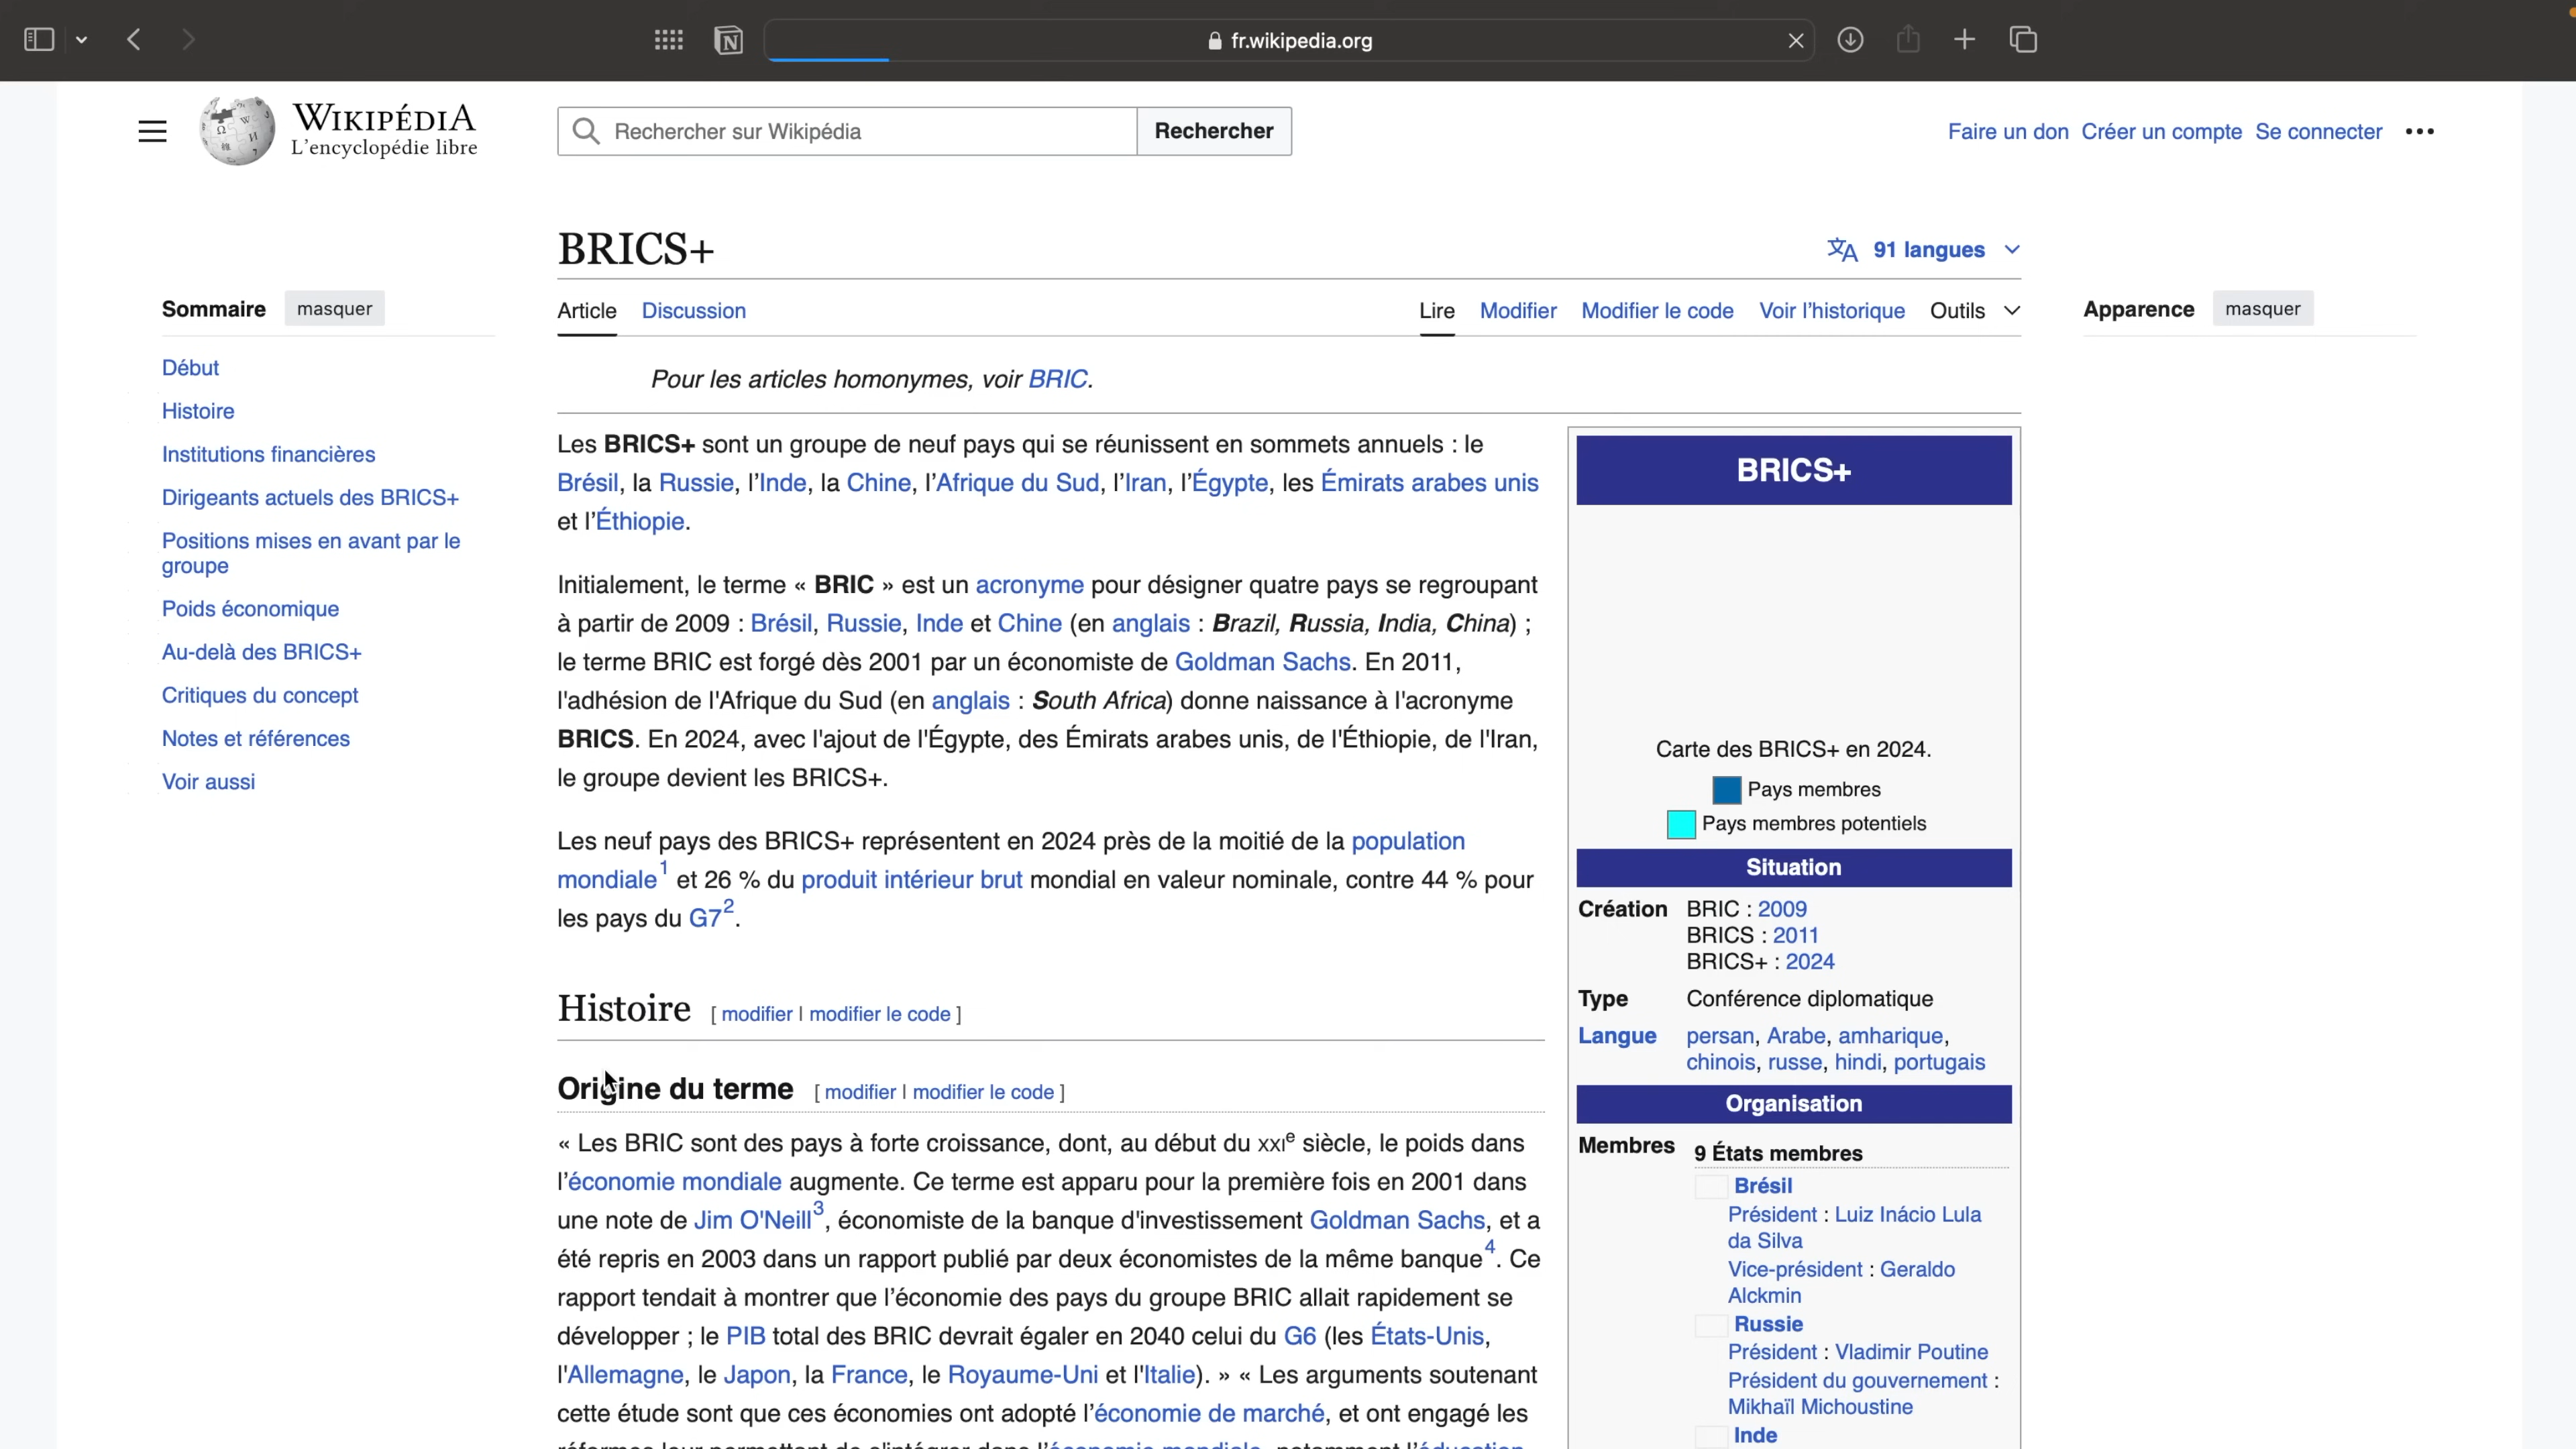 fr.wikipedia.org
WIKIPÉDIA
L'encyclopédie libre
Rechercher sur Wikipédia
Rechercher
Faire un don Créer un compte Se connecter
BRICS+
91 langues
Sommaire masquer
Début
Histoire
Institutions financières
Dirigeants actuels des BRICS+
Positions mises en avant par le
groupe
Poids économique
Au-delà des BRICS+
Critiques du concept
Notes et références
Voir aussi
Article Discussion
Lire Modifier Modifier le code Voir l'historique Outils
Apparence masquer
Pour les articles homonymes, voir BRIC.
Les BRICS+ sont un groupe de neuf pays qui se réunissent en sommets annuels : le
Brésil, la Russie, l'Inde, la Chine, l'Afrique du Sud, l'Iran, l'Égypte, les Émirats arabes unis
et l'Éthiopie.
Initialement, le terme « BRIC » est un acronyme pour désigner quatre pays se regroupant
à partir de 2009 : Brésil, Russie, Inde et Chine (en anglais : Brazil, Russia, India, China) ;
le terme BRIC est forgé dès 2001 par un économiste de Goldman Sachs. En 2011,
l'adhésion de l'Afrique du Sud (en anglais : South Africa) donne naissance à l'acronyme
BRICS. En 2024, avec l'ajout de l'Égypte, des Émirats arabes unis, de l'Éthiopie, de l'Iran,
le groupe devient les BRICS+.
Les neuf pays des BRICS+ représentent en 2024 près de la moitié de la population
mondiale¹ et 26 % du produit intérieur brut mondial en valeur nominale, contre 44 % pour
les pays du G7².
Histoire [ modifier | modifier le code ]
Origine du terme [ modifier | modifier le code ]
« Les BRIC sont des pays à forte croissance, dont, au début du XXIe siècle, le poids dans
l'économie mondiale augmente. Ce terme est apparu pour la première fois en 2001 dans
une note de Jim O'Neill³, économiste de la banque d'investissement Goldman Sachs, et a
été repris en 2003 dans un rapport publié par deux économistes de la même banque⁴. Ce
rapport tendait à montrer que l'économie des pays du groupe BRIC allait rapidement se
développer ; le PIB total des BRIC devrait égaler en 2040 celui du G6 (les États-Unis,
l'Allemagne, le Japon, la France, le Royaume-Uni et l'Italie). » « Les arguments soutenant
cette étude sont que ces économies ont adopté l'économie de marché, et ont engagé les
BRICS+
Carte des BRICS+ en 2024.
Pays membres
Pays membres potentiels
Situation
Création BRIC : 2009
BRICS : 2011
BRICS+ : 2024
Type Conférence diplomatique
Langue persan, Arabe, amharique,
chinois, russe, hindi, portugais
Organisation
Membres 9 États membres
Brésil
Président : Luiz Inácio Lula
da Silva
Vice-président : Geraldo
Alckmin
Russie
Président : Vladimir Poutine
Président du gouvernement :
Mikhaïl Michoustine
Inde